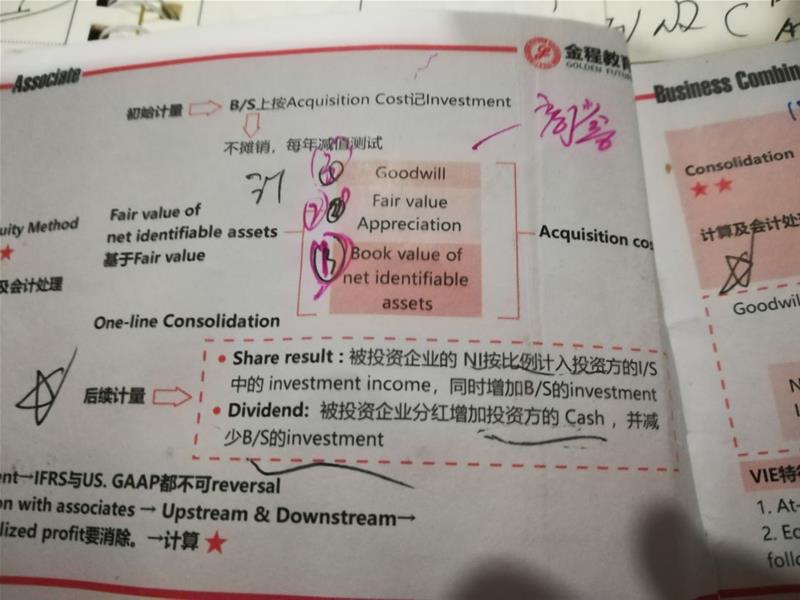 Associate
金程教育
GOLDEN FUTU
Business Combin
初始计量
B/S上按Acquisition Cost记Investment
不摊销，每年减值测试
Goodwill
Fair value
Appreciation
Book value of
net identifiable
assets
uity Method
Fair value of
net identifiable assets
基于Fair value
及会计处理
Acquisition cos
Consolidation
计算及会计处
Goodwil
One-line Consolidation
后续计量
• Share result：被投资企业的 NI按比例计入投资方的I/S
中的 investment income，同时增加B/S的investment
• Dividend: 被投资企业分红增加投资方的 Cash，并减
少B/S的investment
ent→IFRS与US. GAAP都不可reversal
on with associates → Upstream & Downstream→
lized profit要消除。→计算
VIE特
1. At-
2. Ec
follo